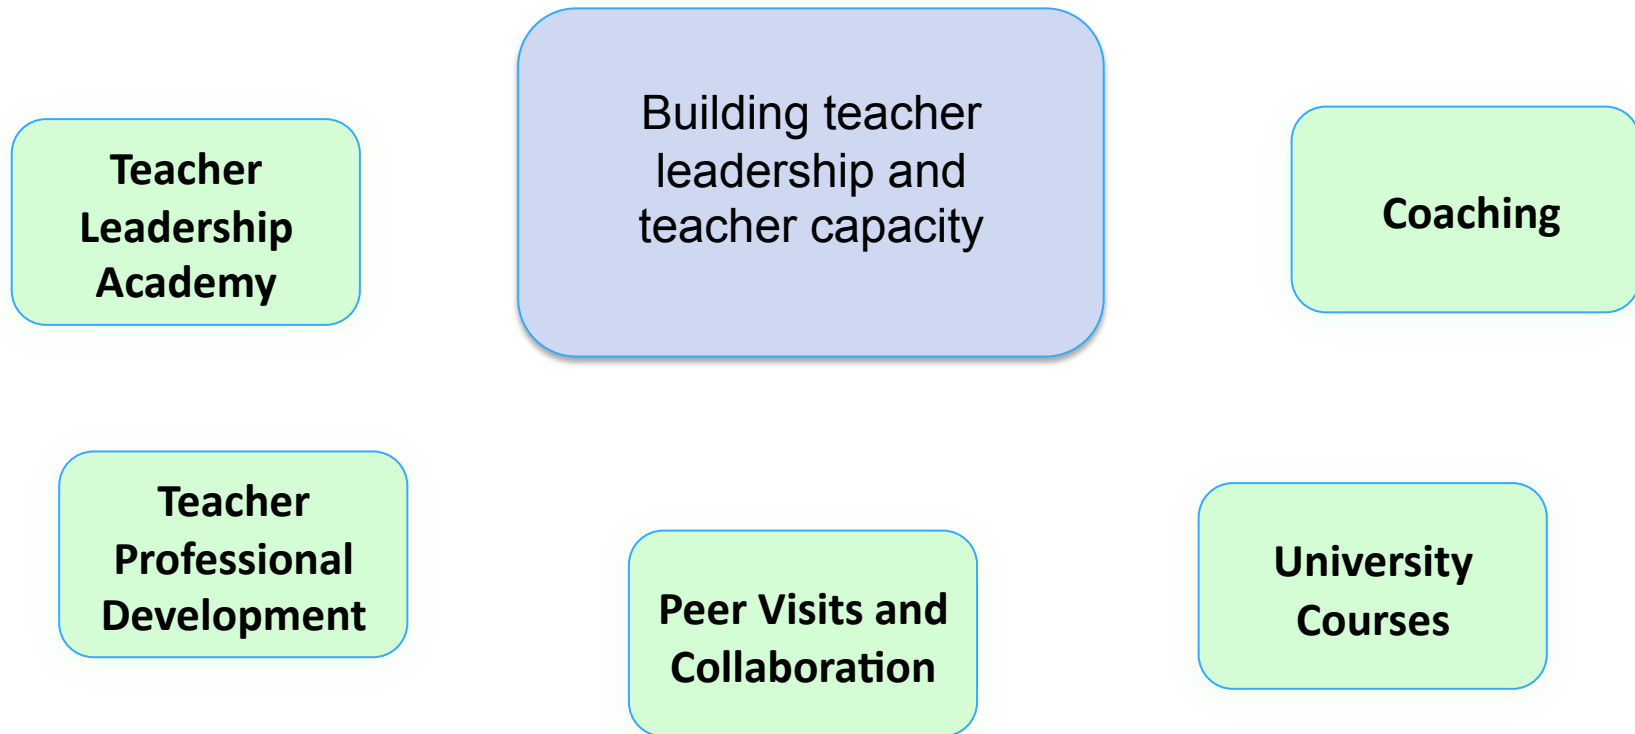 Building teacher
leadership and
teacher capacity
Teacher
Leadership
Academy
Coaching
Teacher
Professional
Development
Peer Visits and
Collaboration
University
Courses